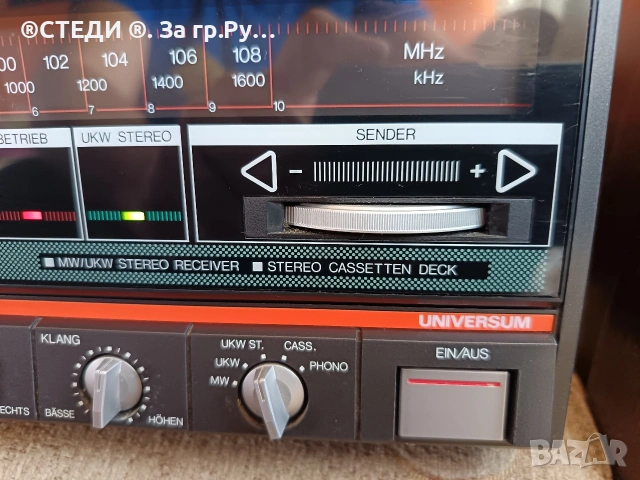 ®СТЕДИ ®. За гр.Ру...
102 104 106 108 MHz
1000 1200 1400 1600 kHz
6 7 8 9 10
BETRIEB UKW STEREO SENDER
- +
MW/UKW STEREO RECEIVER STEREO CASSETTEN DECK
UNIVERSUM
KLANG UKW ST. CASS. EIN/AUS
UKW PHONO
MW
BÄSSE HÖHEN
BAZAR